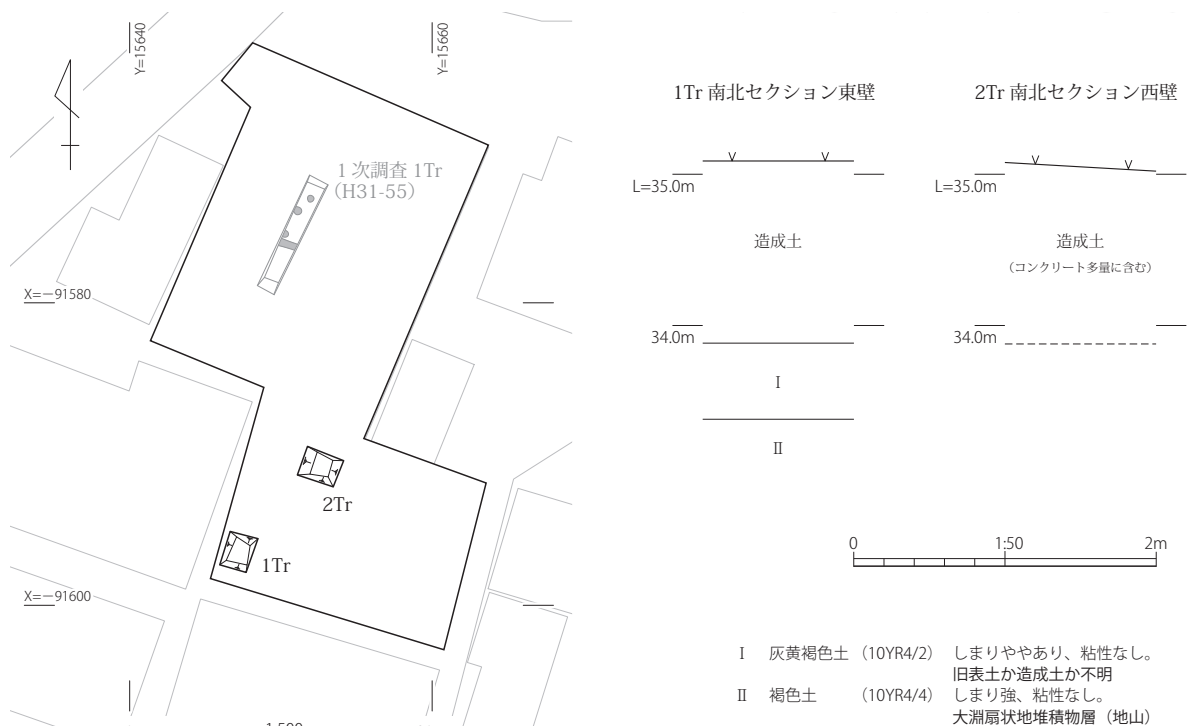 Y=15640
Y=15660
1 次調査 1Tr
(H31-55)
X=－91580
2Tr
1Tr
X=－91600
1Tr 南北セクション東壁
L=35.0m
造成土
34.0m
Ⅰ
Ⅱ
2Tr 南北セクション西壁
L=35.0m
造成土
（コンクリート多量に含む）
34.0m
0 1:50 2m
Ⅰ 灰黄褐色土 （10YR4/2） しまりややあり、粘性なし。
旧表土か造成土か不明
Ⅱ 褐色土 （10YR4/4） しまり強、粘性なし。
大淵扇状地堆積物層（地山）